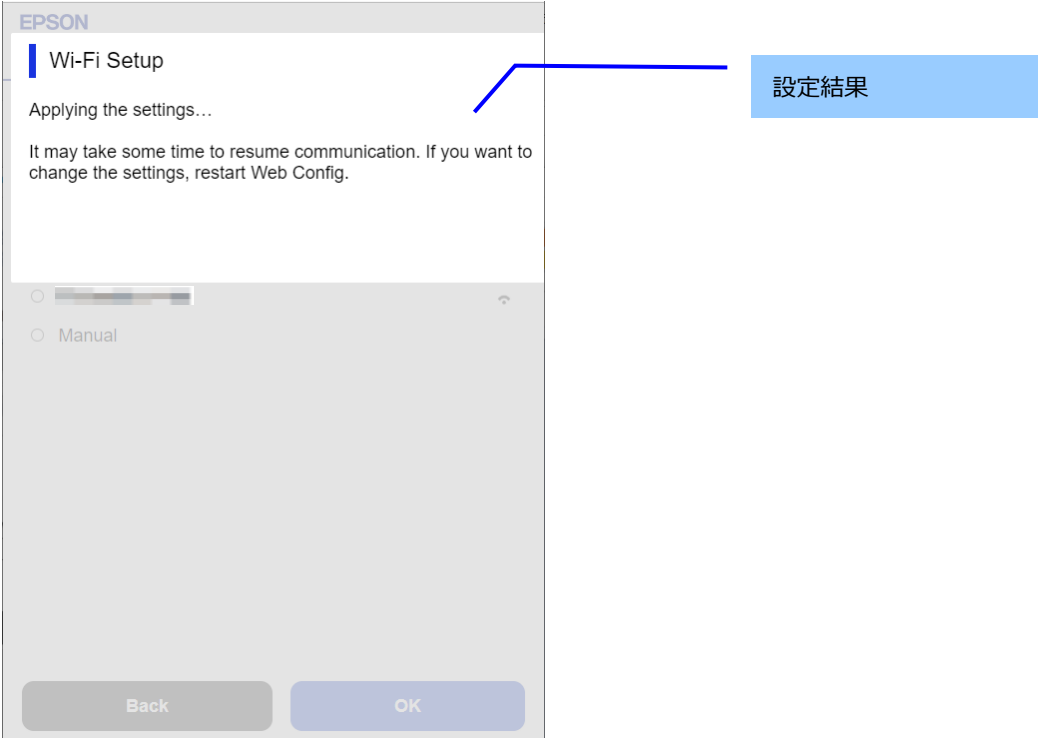 EPSON
Wi-Fi Setup
Applying the settings…
It may take some time to resume communication. If you want to
change the settings, restart Web Config.
Manual
Back
OK
設定結果